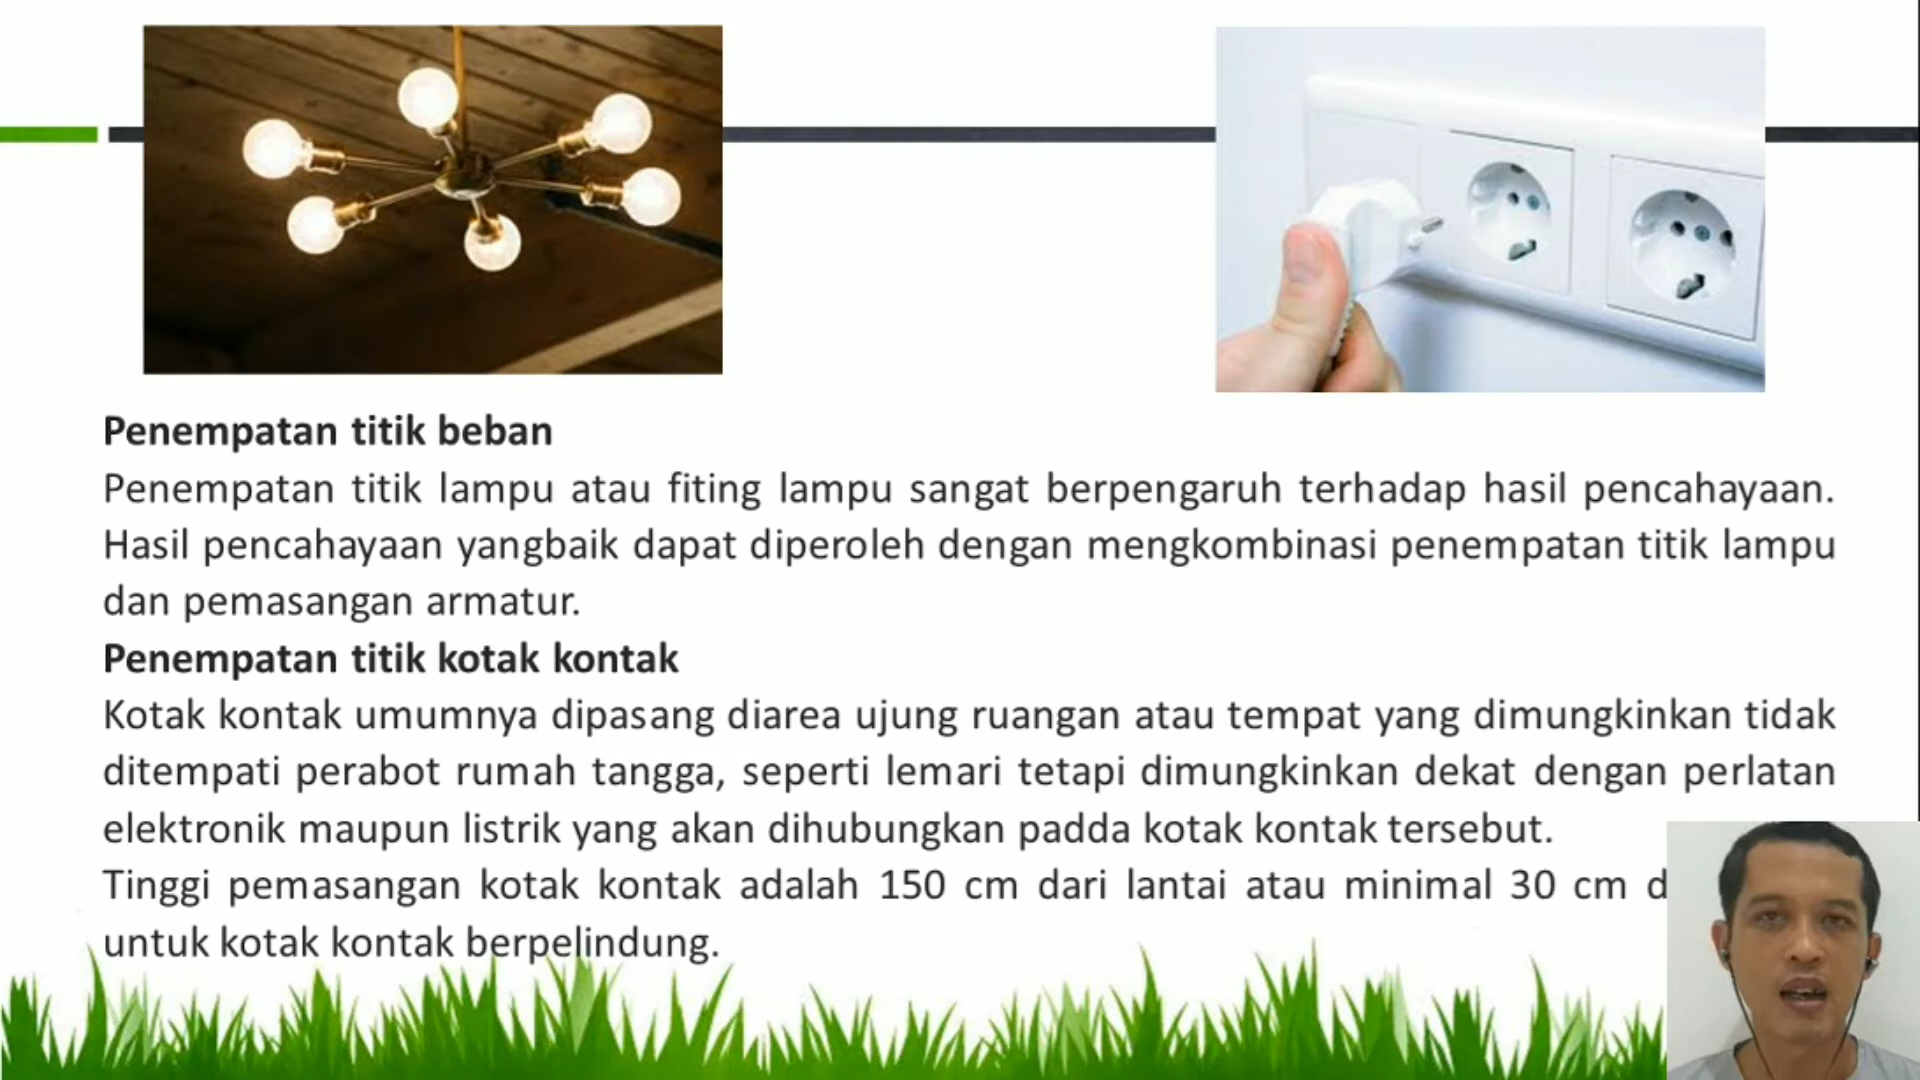 Penempatan titik beban
Penempatan titik lampu atau fiting lampu sangat berpengaruh terhadap hasil pencahayaan.
Hasil pencahayaan yangbaik dapat diperoleh dengan mengkombinasi penempatan titik lampu
dan pemasangan armatur.
Penempatan titik kotak kontak
Kotak kontak umumnya dipasang diarea ujung ruangan atau tempat yang dimungkinkan tidak
ditempati perabot rumah tangga, seperti lemari tetapi dimungkinkan dekat dengan perlatan
elektronik maupun listrik yang akan dihubungkan padda kotak kontak tersebut.
Tinggi pemasangan kotak kontak adalah 150 cm dari lantai atau minimal 30 cm
untuk kotak kontak berpelindung.